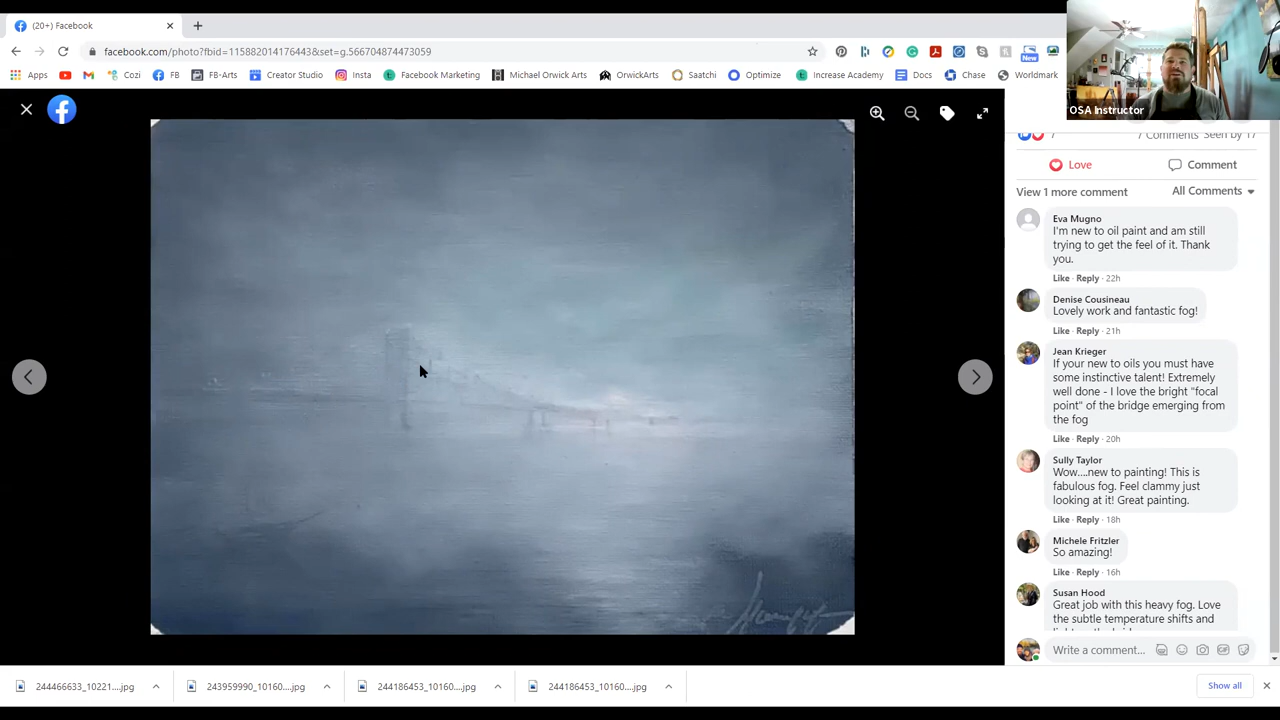 (20+) Facebook
facebook.com/photo?fbid=115882014176443&set=g.566704874473059
New
Apps
Cozi
FB
FB-Arts
Creator Studio
Insta
Facebook Marketing
Michael Orwick Arts
OrwickArts
Saatchi
Optimize
Increase Academy
Docs
Chase
Worldmark
OSA Instructor
7 Comments Seen by 17
Love
Comment
View 1 more comment
All Comments
Eva Mugno
I'm new to oil paint and am still
trying to get the feel of it. Thank
you.
Like · Reply · 22h
Denise Cousineau
Lovely work and fantastic fog!
Like · Reply · 21h
Jean Krieger
If your new to oils you must have
some instinctive talent! Extremely
well done - I love the bright "focal
point" of the bridge emerging from
the fog
Like · Reply · 20h
Sully Taylor
Wow....new to painting! This is
fabulous fog. Feel clammy just
looking at it! Great painting.
Like · Reply · 18h
Michele Fritzler
So amazing!
Like · Reply · 16h
Susan Hood
Great job with this heavy fog. Love
the subtle temperature shifts and
Write a comment...
GIF
244466633_10221....jpg
243959990_10160....jpg
244186453_10160....jpg
244186453_10160....jpg
Show all